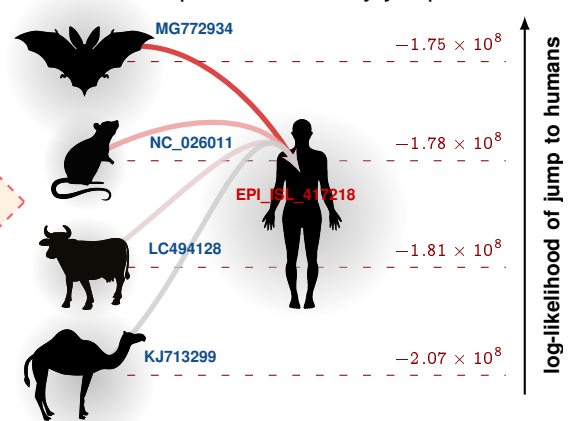 MG772934
−1.75 × 10⁸
NC_026011
−1.78 × 10⁸
EPI_ISL_417218
LC494128
−1.81 × 10⁸
KJ713299
−2.07 × 10⁸
log-likelihood of jump to humans